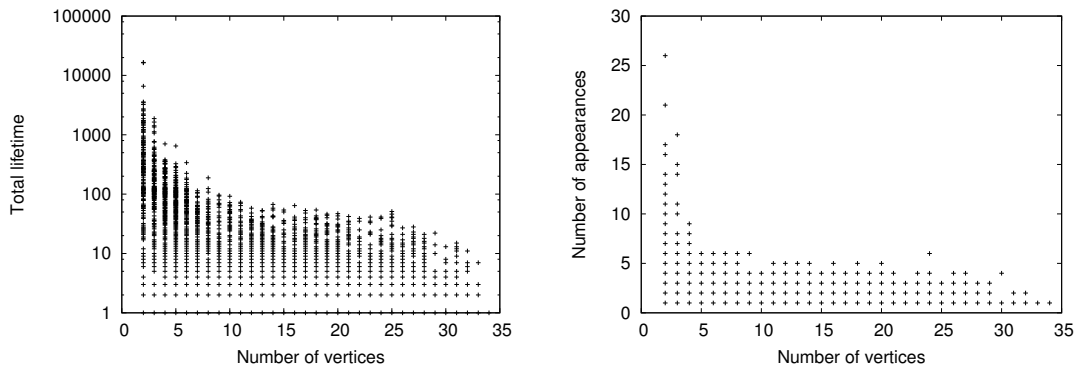 100000
10000
1000
100
10
1
0 5 10 15 20 25 30 35
Total lifetime
Number of vertices
30
25
20
15
10
5
0
0 5 10 15 20 25 30 35
Number of appearances
Number of vertices